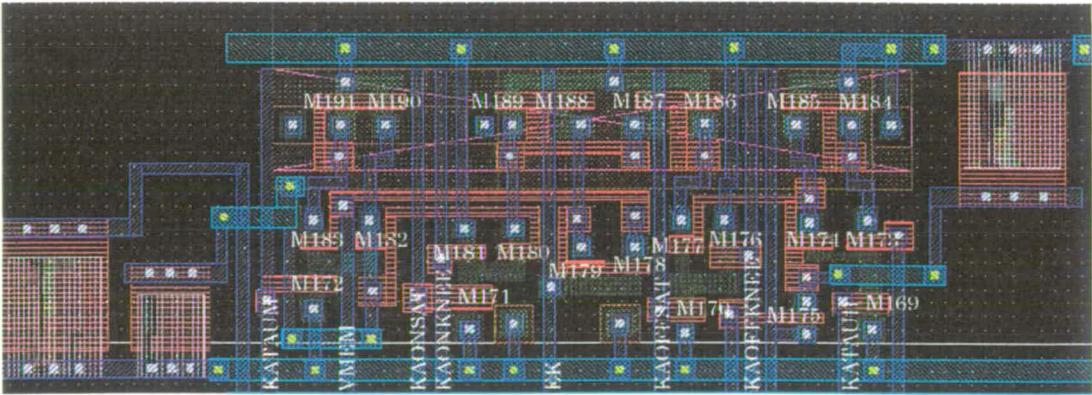 M191 M190 M189 M188 M187 M186 M185 M184
M183 M182 M181 M180 M179 M178 M177 M176 M174 M173
M172 M171 M170 M175 M169
KATAUM
VMEM
KAONSAT
KAONKNEE
EK
KAOFFSAT
KAOFFKNEE